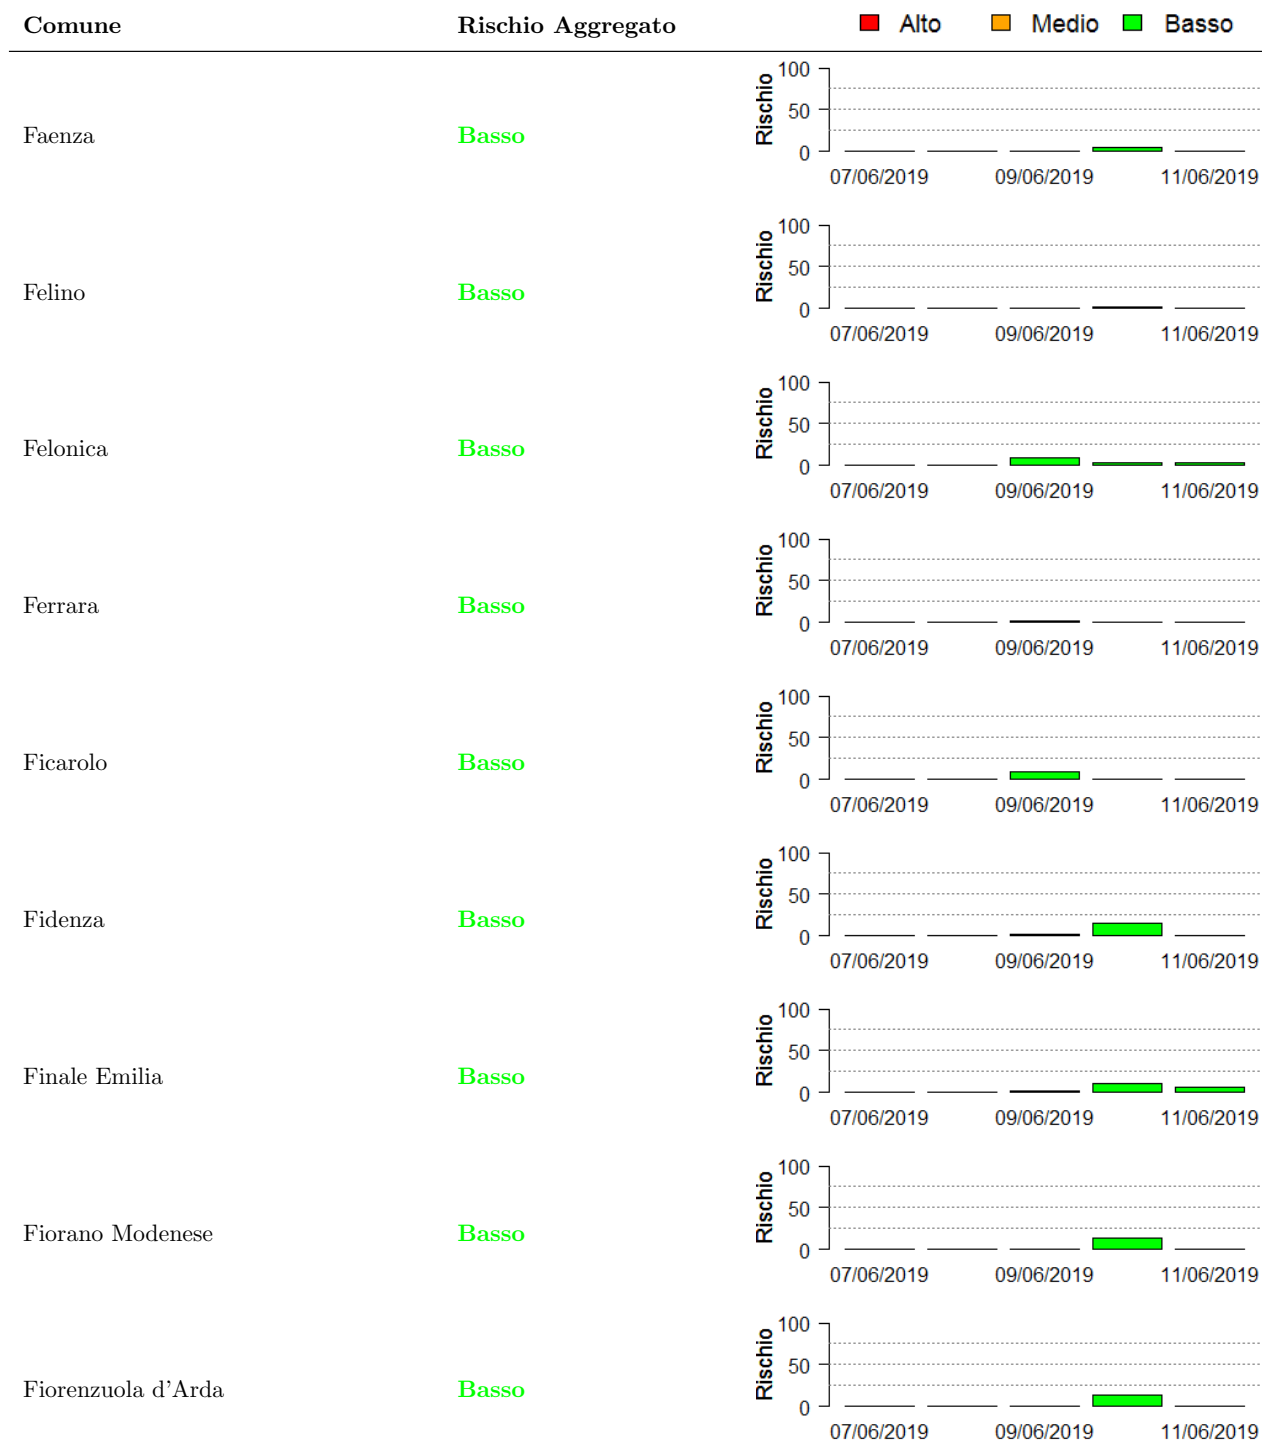 Comune Rischio Aggregato Alto Medio Basso
Faenza Basso Rischio 100 50 0
07/06/2019 09/06/2019 11/06/2019
Felino Basso Rischio 100 50 0
07/06/2019 09/06/2019 11/06/2019
Felonica Basso Rischio 100 50 0
07/06/2019 09/06/2019 11/06/2019
Ferrara Basso Rischio 100 50 0
07/06/2019 09/06/2019 11/06/2019
Ficarolo Basso Rischio 100 50 0
07/06/2019 09/06/2019 11/06/2019
Fidenza Basso Rischio 100 50 0
07/06/2019 09/06/2019 11/06/2019
Finale Emilia Basso Rischio 100 50 0
07/06/2019 09/06/2019 11/06/2019
Fiorano Modenese Basso Rischio 100 50 0
07/06/2019 09/06/2019 11/06/2019
Fiorenzuola d'Arda Basso Rischio 100 50 0
07/06/2019 09/06/2019 11/06/2019